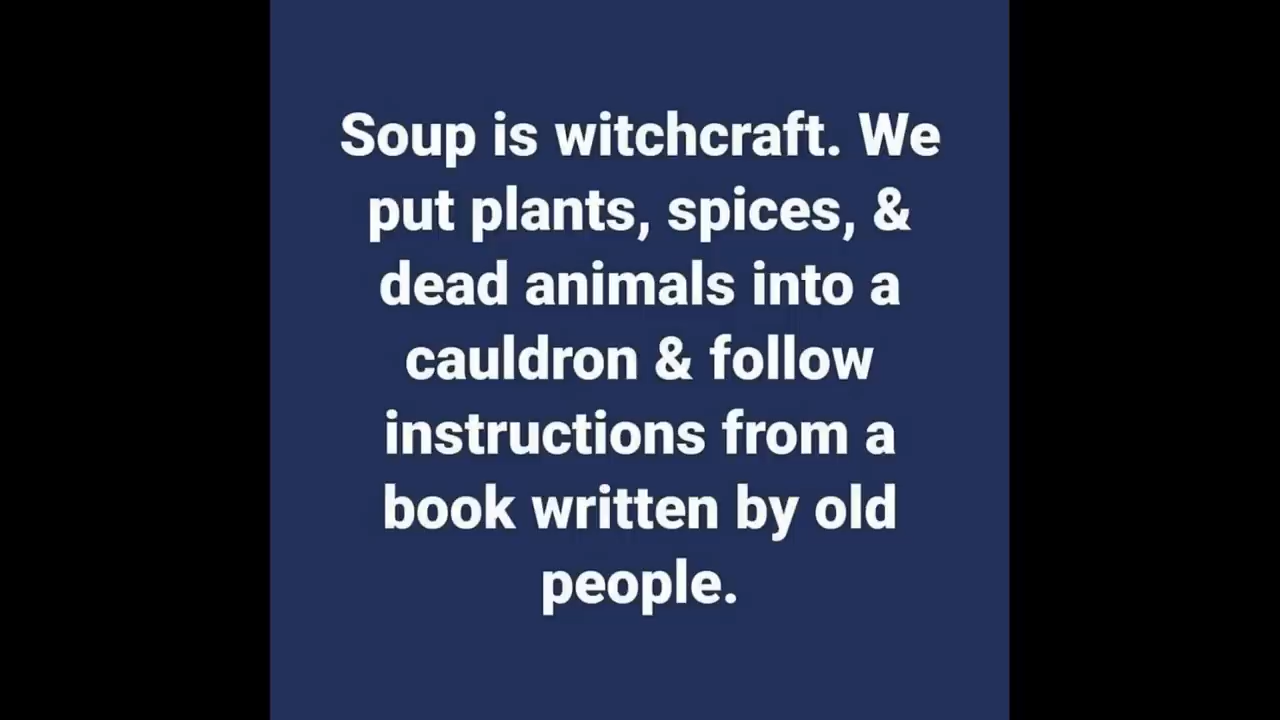 Soup is witchcraft. We
put plants, spices, &
dead animals into a
cauldron & follow
instructions from a
book written by old
people.